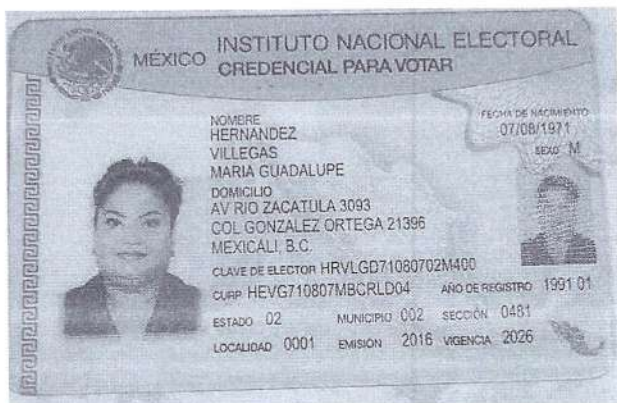 MÉXICO
INSTITUTO NACIONAL ELECTORAL
CREDENCIAL PARA VOTAR
NOMBRE
HERNANDEZ
VILLEGAS
MARIA GUADALUPE
FECHA DE NACIMIENTO
07/08/1971
SEXO M
DOMICILIO
AV RIO ZACATULA 3093
COL GONZALEZ ORTEGA 21396
MEXICALI, B.C.
CLAVE DE ELECTOR HRVLGD71080702M400
CURP HEVG710807MBCRLD04 AÑO DE REGISTRO 1991 01
ESTADO 02 MUNICIPIO 002 SECCIÓN 0481
LOCALIDAD 0001 EMISIÓN 2016 VIGENCIA 2026